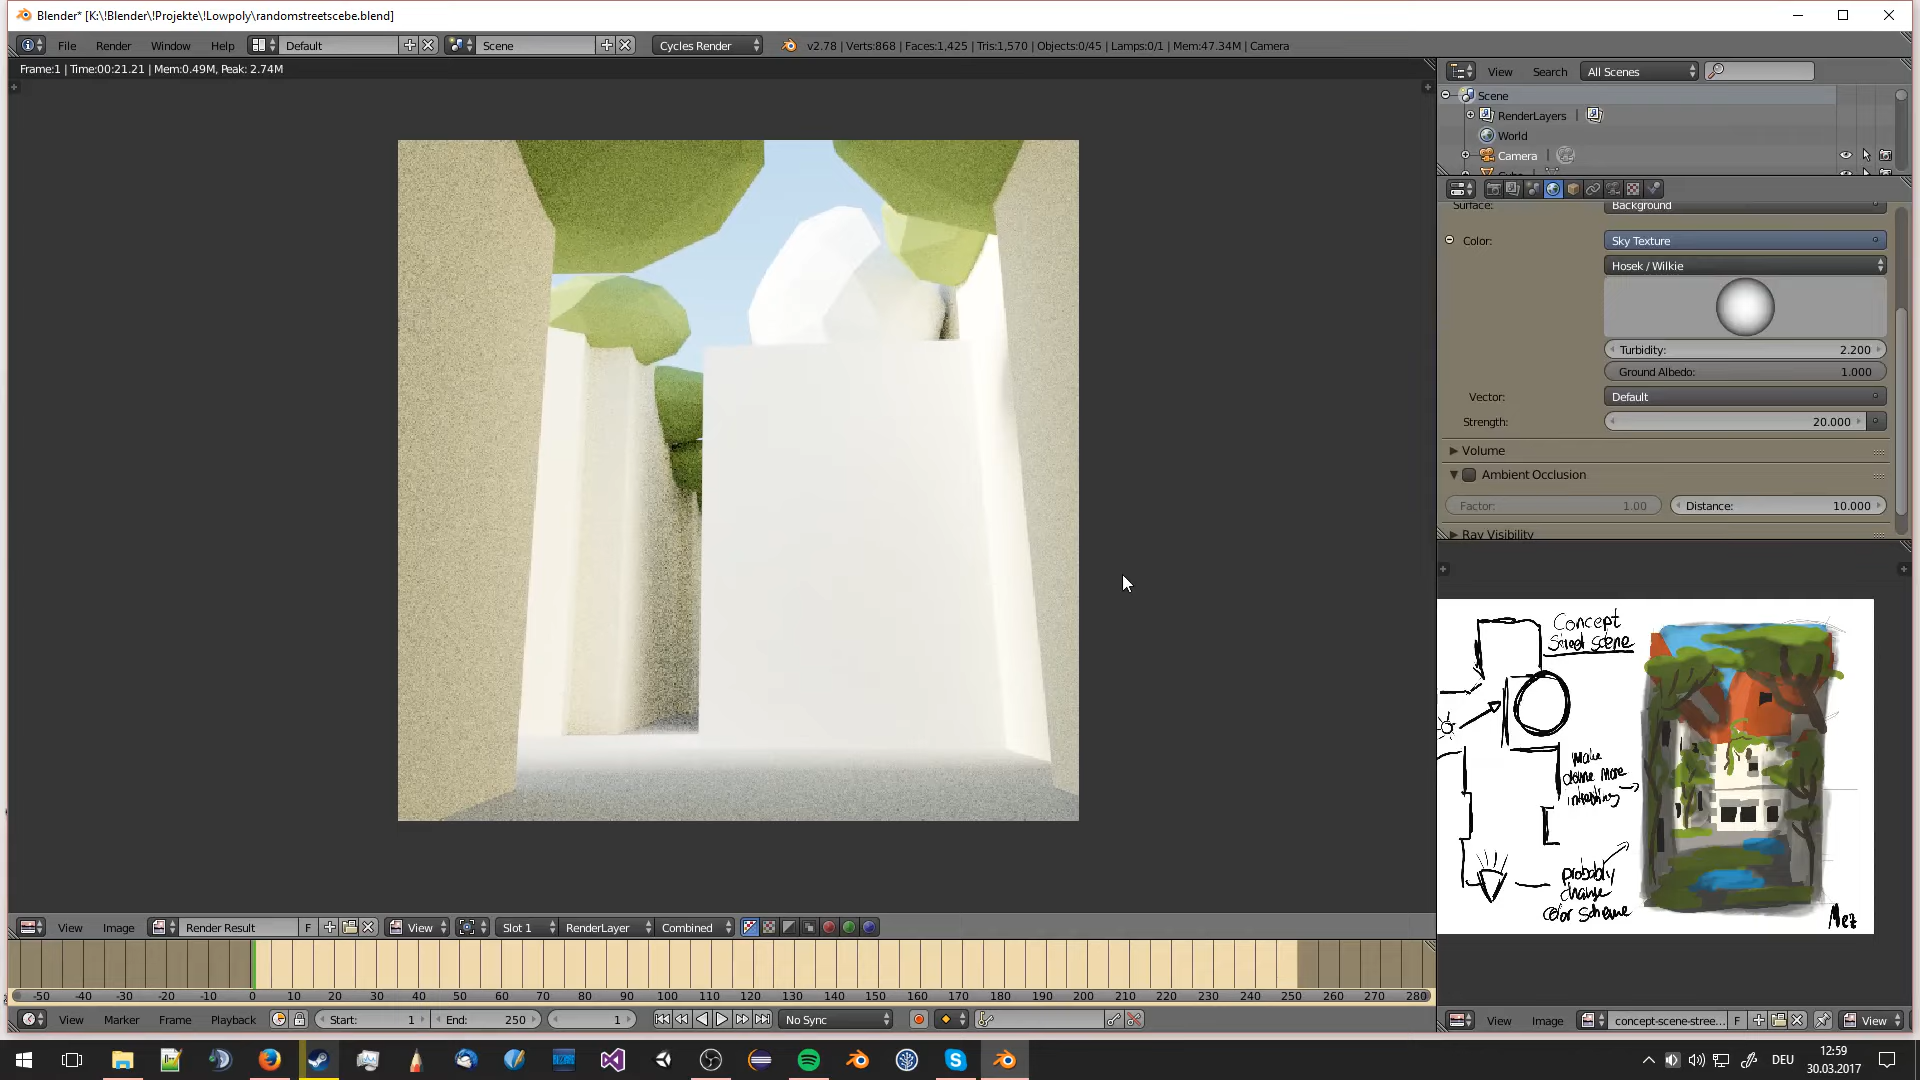 Blender* [K:\!Blender\!Projekte\!Lowpoly\randomstreetscebe.blend]
File Render Window Help Default Scene Cycles Render v2.78 | Verts:868 | Faces:1,425 | Tris:1,570 | Objects:0/45 | Lamps:0/1 | Mem:47.34M | Camera
Frame:1 | Time:00:21.21 | Mem:0.49M, Peak: 2.74M
View Search All Scenes
Scene
RenderLayers |
World
Camera |
Surface: Background
Color: Sky Texture
Hosek / Wilkie
Turbidity: 2.200
Ground Albedo: 1.000
Vector: Default
Strength: 20.000
Volume
Ambient Occlusion
Factor: 1.00 Distance: 10.000
Ray Visibility
Concept
Street Scene
make
dome more
interesting
probably
change
color scheme
Mez
View Image Render Result F View Slot 1 RenderLayer Combined
-50 -40 -30 -20 -10 0 10 20 30 40 50 60 70 80 90 100 110 120 130 140 150 160 170 180 190 200 210 220 230 240 250 260 270 280
View Marker Frame Playback Start: 1 End: 250 1 No Sync
View Image concept-scene-stree... F View
DEU
12:59
30.03.2017